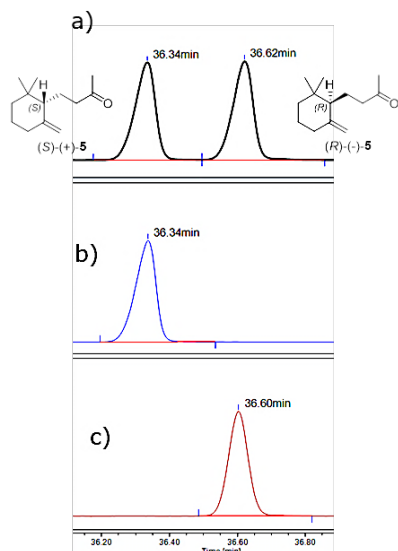 a)
36.34min
36.62min
H
(S)
O
(S)-(+)-5
H
(R)
O
(R)-(-)-5
b)
36.34min
c)
36.60min
36.20
36.40
36.60
36.80
Time [min]